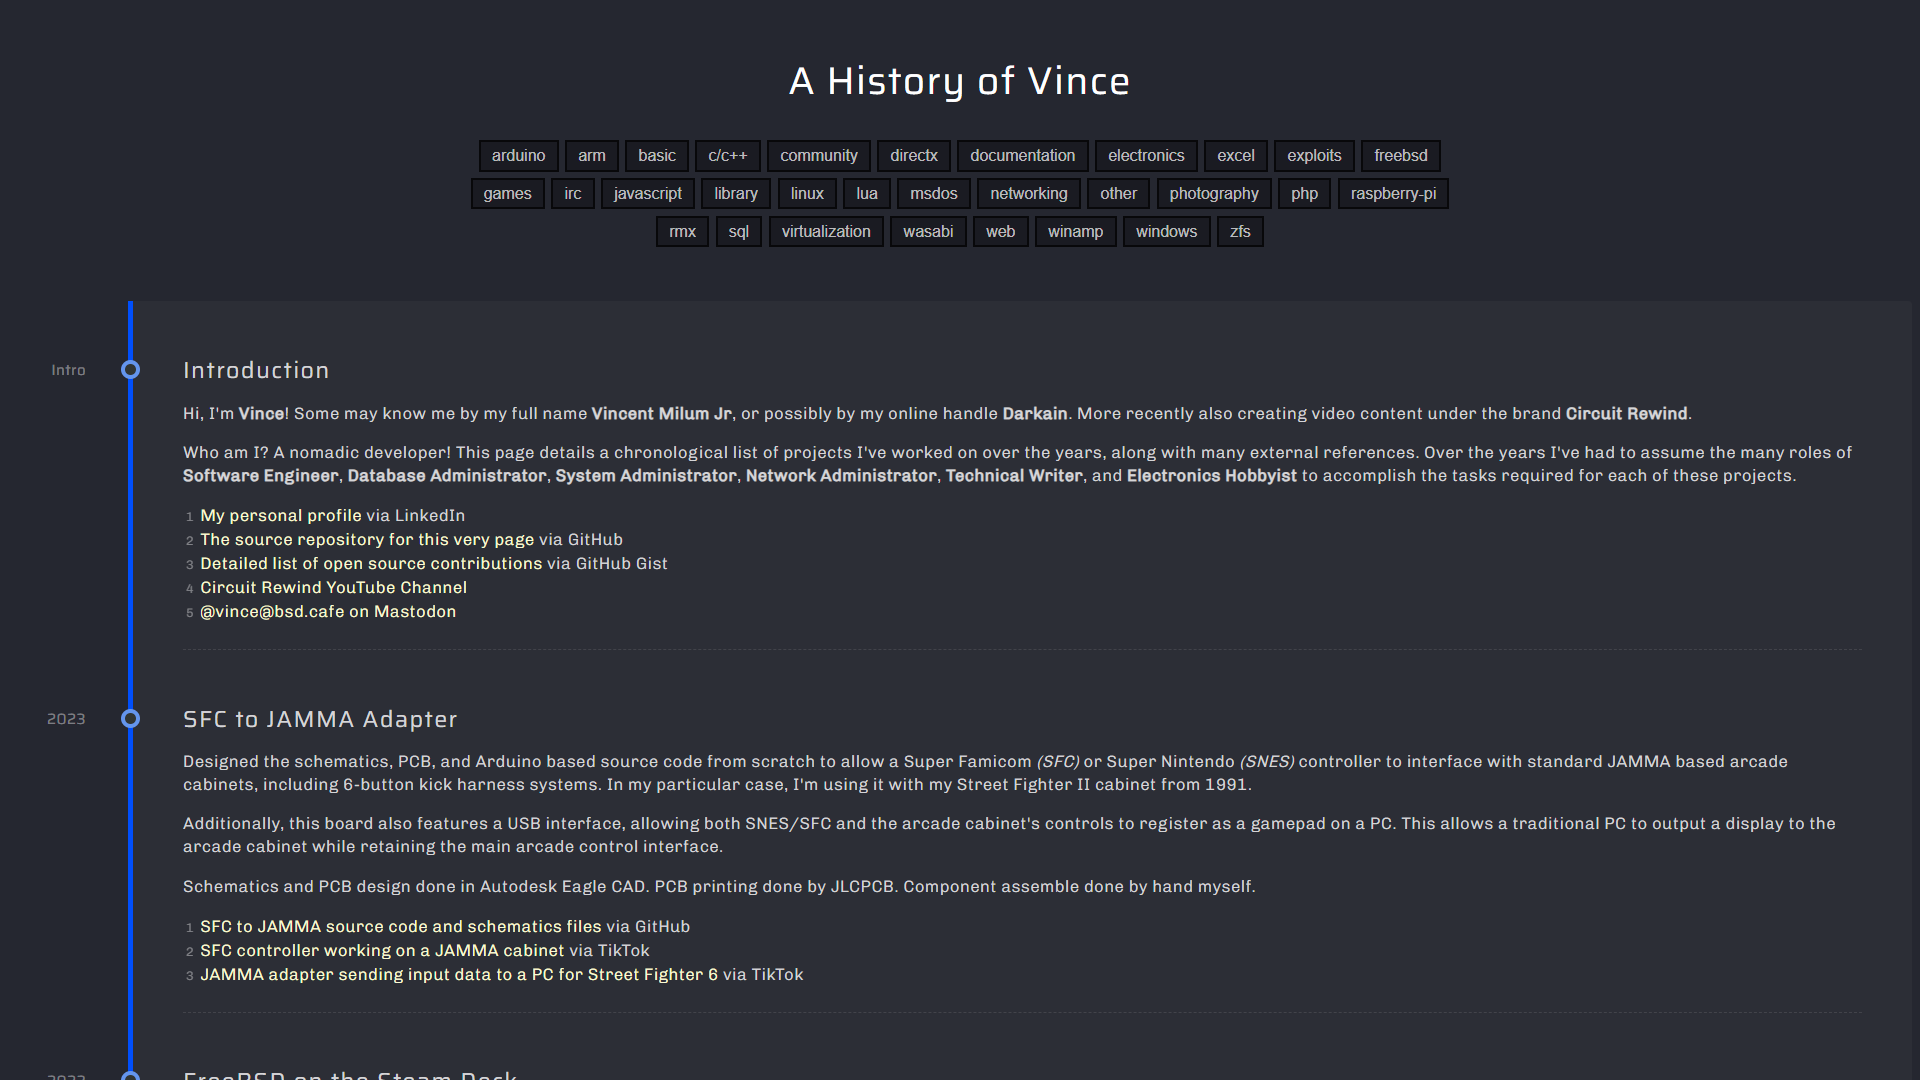 A History of Vince
arduino arm basic c/c++ community directx documentation electronics excel exploits freebsd
games irc javascript library linux lua msdos networking other photography php raspberry-pi
rmx sql virtualization wasabi web winamp windows zfs
Intro
Introduction
Hi, I'm Vince! Some may know me by my full name Vincent Milum Jr, or possibly by my online handle Darkain. More recently also creating video content under the brand Circuit Rewind.
Who am I? A nomadic developer! This page details a chronological list of projects I've worked on over the years, along with many external references. Over the years I've had to assume the many roles of
Software Engineer, Database Administrator, System Administrator, Network Administrator, Technical Writer, and Electronics Hobbyist to accomplish the tasks required for each of these projects.
1 My personal profile via LinkedIn
2 The source repository for this very page via GitHub
3 Detailed list of open source contributions via GitHub Gist
4 Circuit Rewind YouTube Channel
5 @vince@bsd.cafe on Mastodon
2023
SFC to JAMMA Adapter
Designed the schematics, PCB, and Arduino based source code from scratch to allow a Super Famicom (SFC) or Super Nintendo (SNES) controller to interface with standard JAMMA based arcade
cabinets, including 6-button kick harness systems. In my particular case, I'm using it with my Street Fighter II cabinet from 1991.
Additionally, this board also features a USB interface, allowing both SNES/SFC and the arcade cabinet's controls to register as a gamepad on a PC. This allows a traditional PC to output a display to the
arcade cabinet while retaining the main arcade control interface.
Schematics and PCB design done in Autodesk Eagle CAD. PCB printing done by JLCPCB. Component assemble done by hand myself.
1 SFC to JAMMA source code and schematics files via GitHub
2 SFC controller working on a JAMMA cabinet via TikTok
3 JAMMA adapter sending input data to a PC for Street Fighter 6 via TikTok
FreeBSD on the Steam Deck